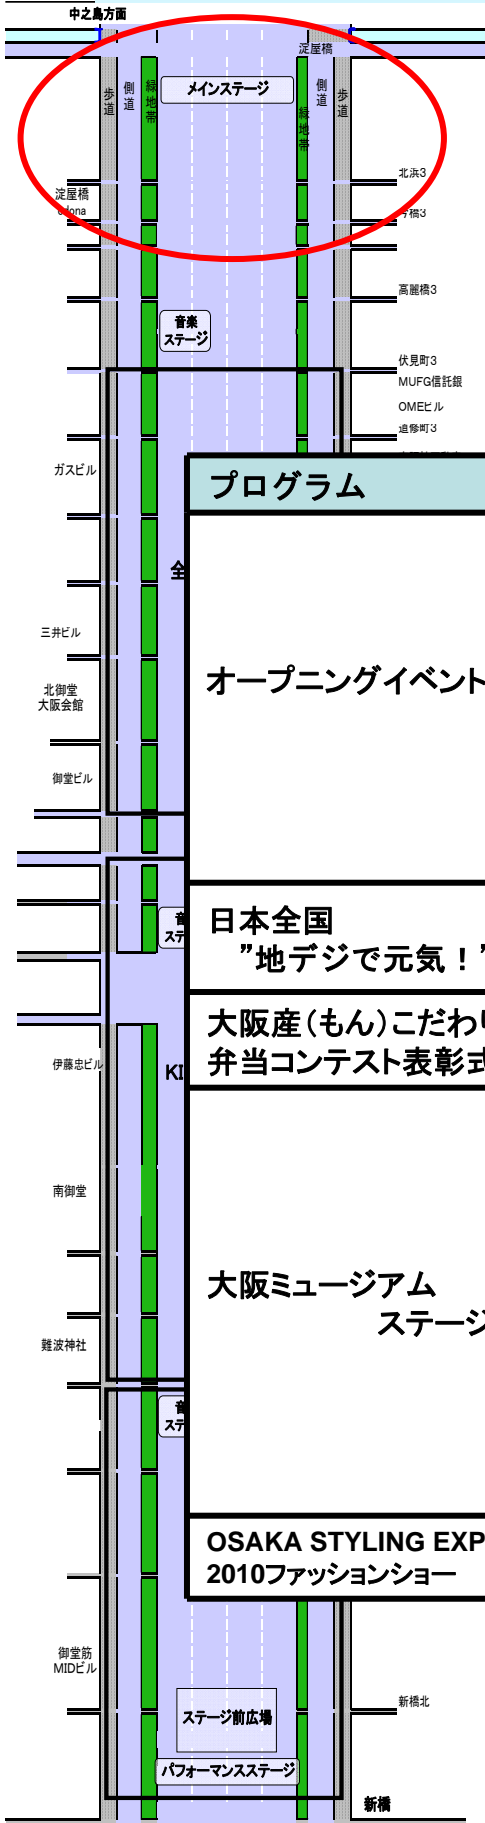 中之島方面
淀屋橋
メインステージ
歩道
側道
緑地帯
緑地帯
側道
歩道
北浜3
淀屋橋
今橋3
高麗橋3
音楽
ステージ
伏見町3
MUFG信託銀
OMEビル
道修町3
ガスビル
プログラム
全
オープニングイベント
三井ビル
北御堂
大阪会館
御堂ビル
日本全国
”地デジで元気！”
大阪産（もん）こだわり
弁当コンテスト表彰式
伊藤忠ビル
KI
南御堂
大阪ミュージアム
ステージ
難波神社
OSAKA STYLING EXP
2010ファッションショー
御堂筋
MIDビル
新橋北
ステージ前広場
パフォーマンスステージ
新橋